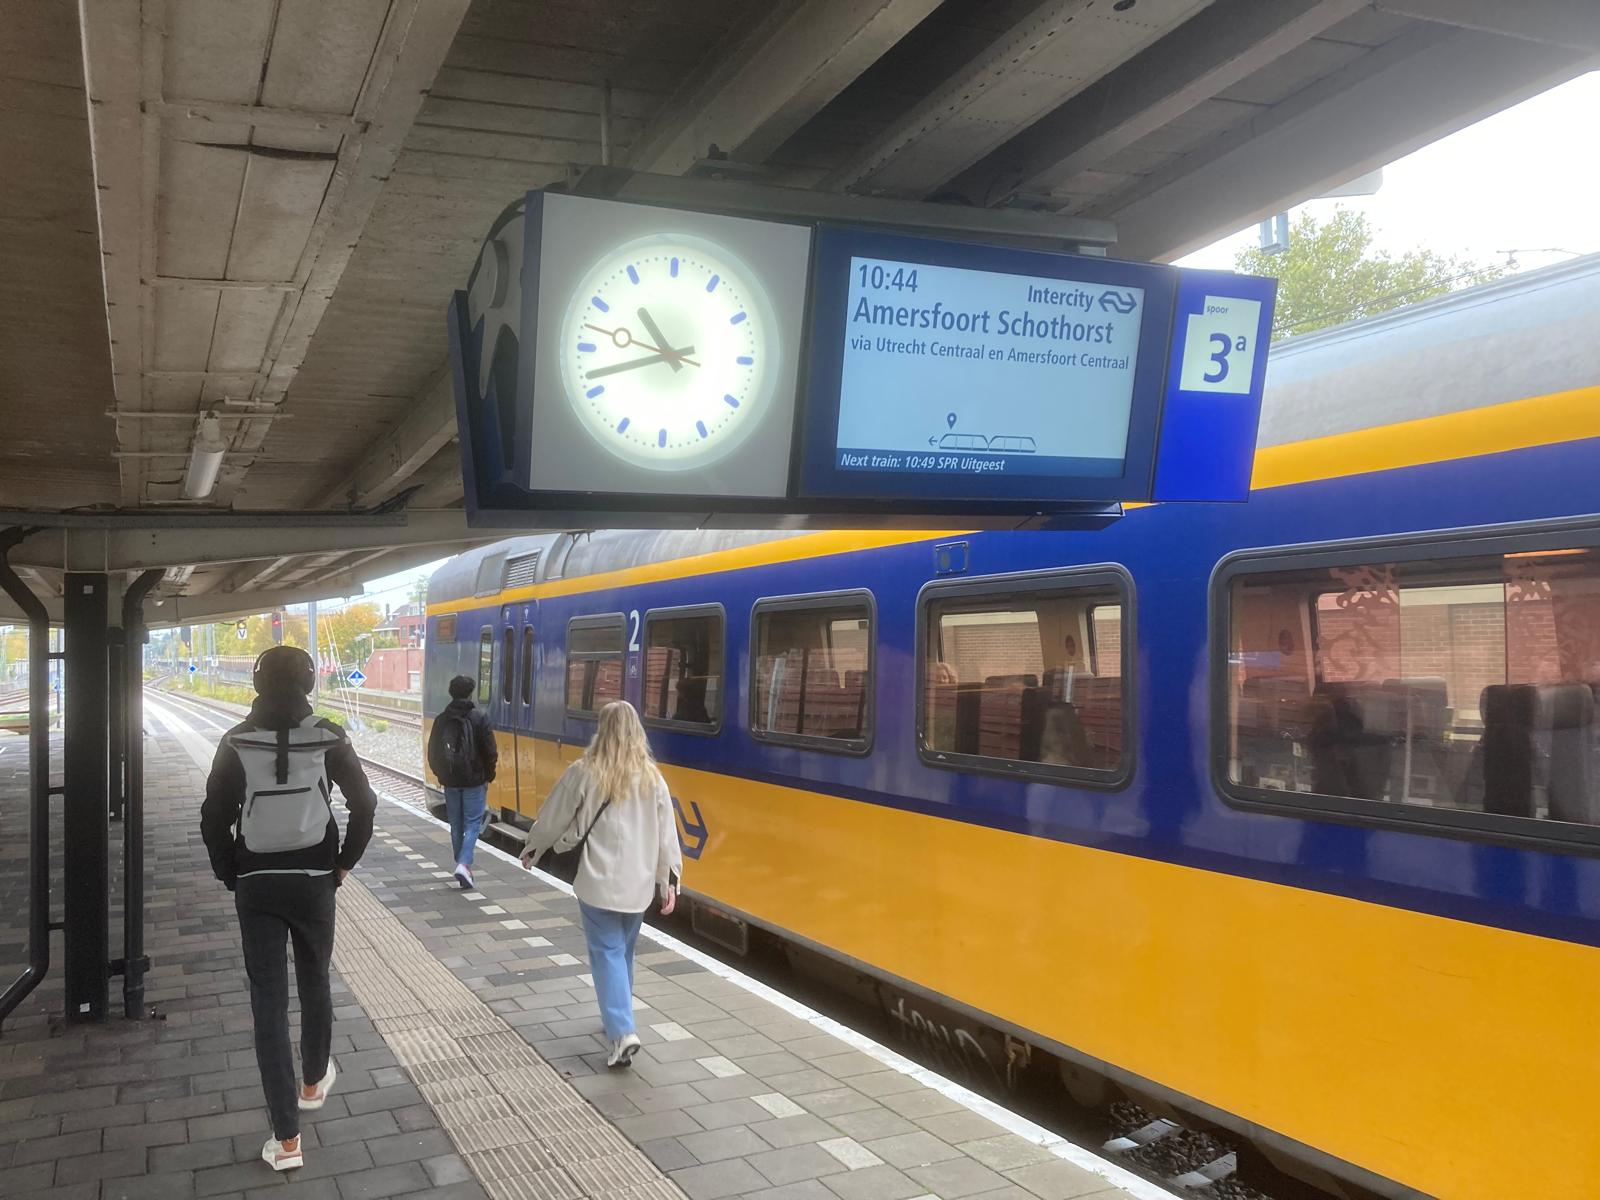 10:44
Intercity
Amersfoort Schothorst
via Utrecht Centraal en Amersfoort Centraal
Next train: 10:49 SPR Uitgeest
spoor
3a
2
V